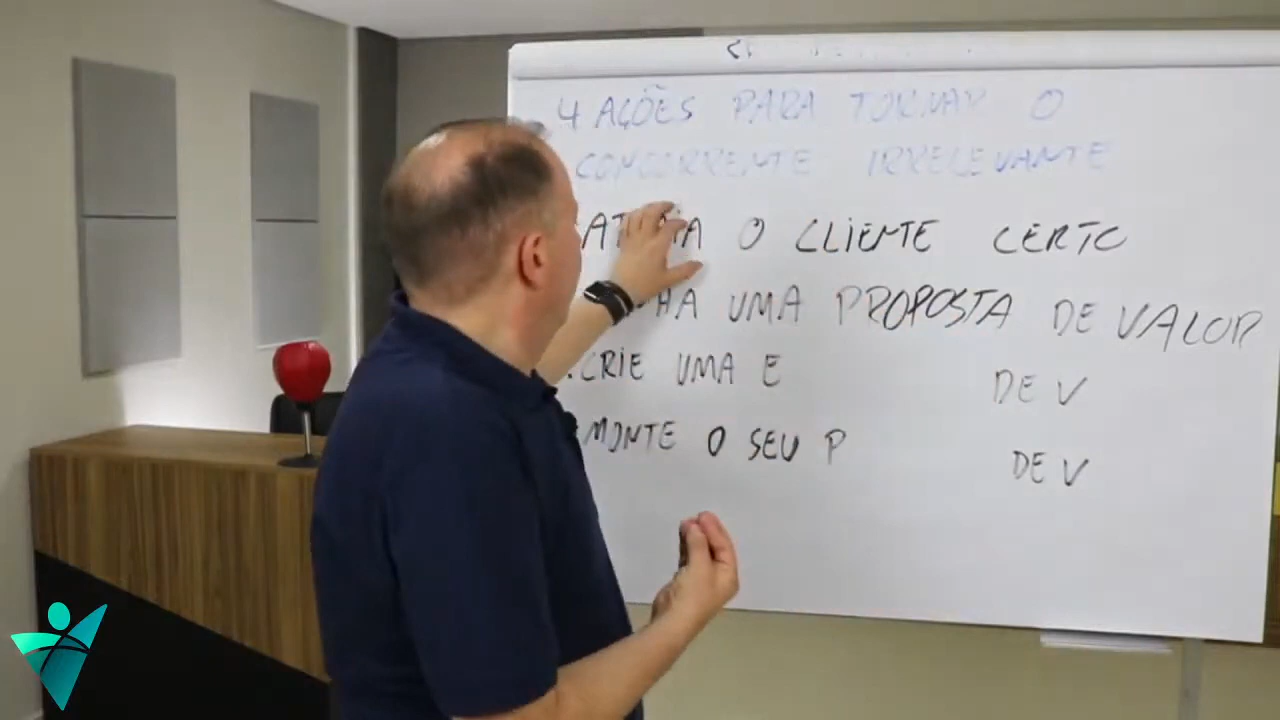 4 AÇÕES PARA TORNAR O
CONCORRENTE IRRELEVANTE
O CLIENTE CERTO
UMA PROPOSTA DE VALOR
.CRIE UMA E DE V
MONTE O SEU P DE V